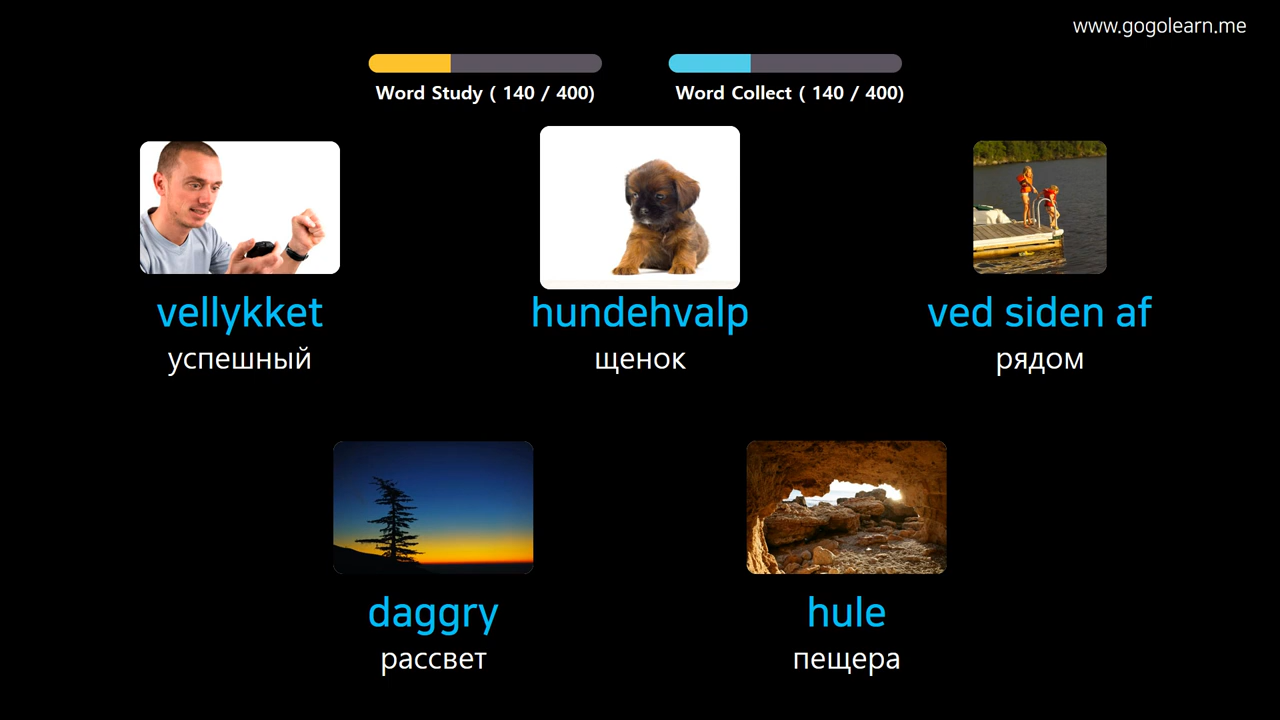 www.gogolearn.me
Word Study ( 140 / 400)
Word Collect ( 140 / 400)
vellykket
успешный
hundehvalp
щенок
ved siden af
рядом
daggry
рассвет
hule
пещера